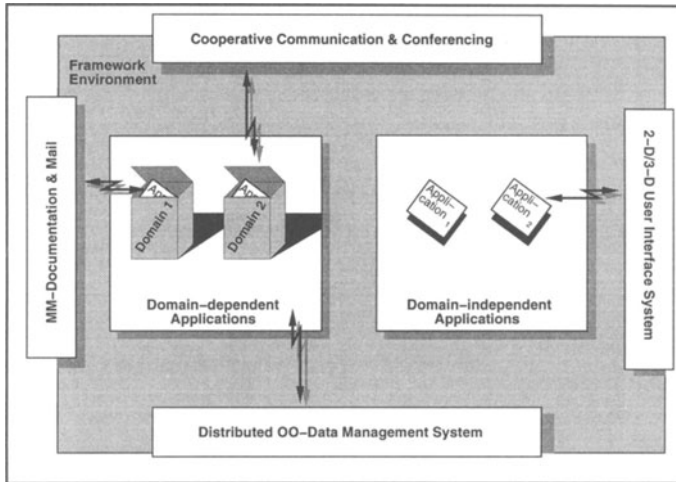 Cooperative Communication & Conferencing
Framework
Environment
MM-Documentation & Mail
2-D/3-D User Interface System
Domain 1
Domain 2
Appli-
cation
1
Appli-
cation
2
Domain-dependent
Applications
Domain-independent
Applications
Distributed OO-Data Management System